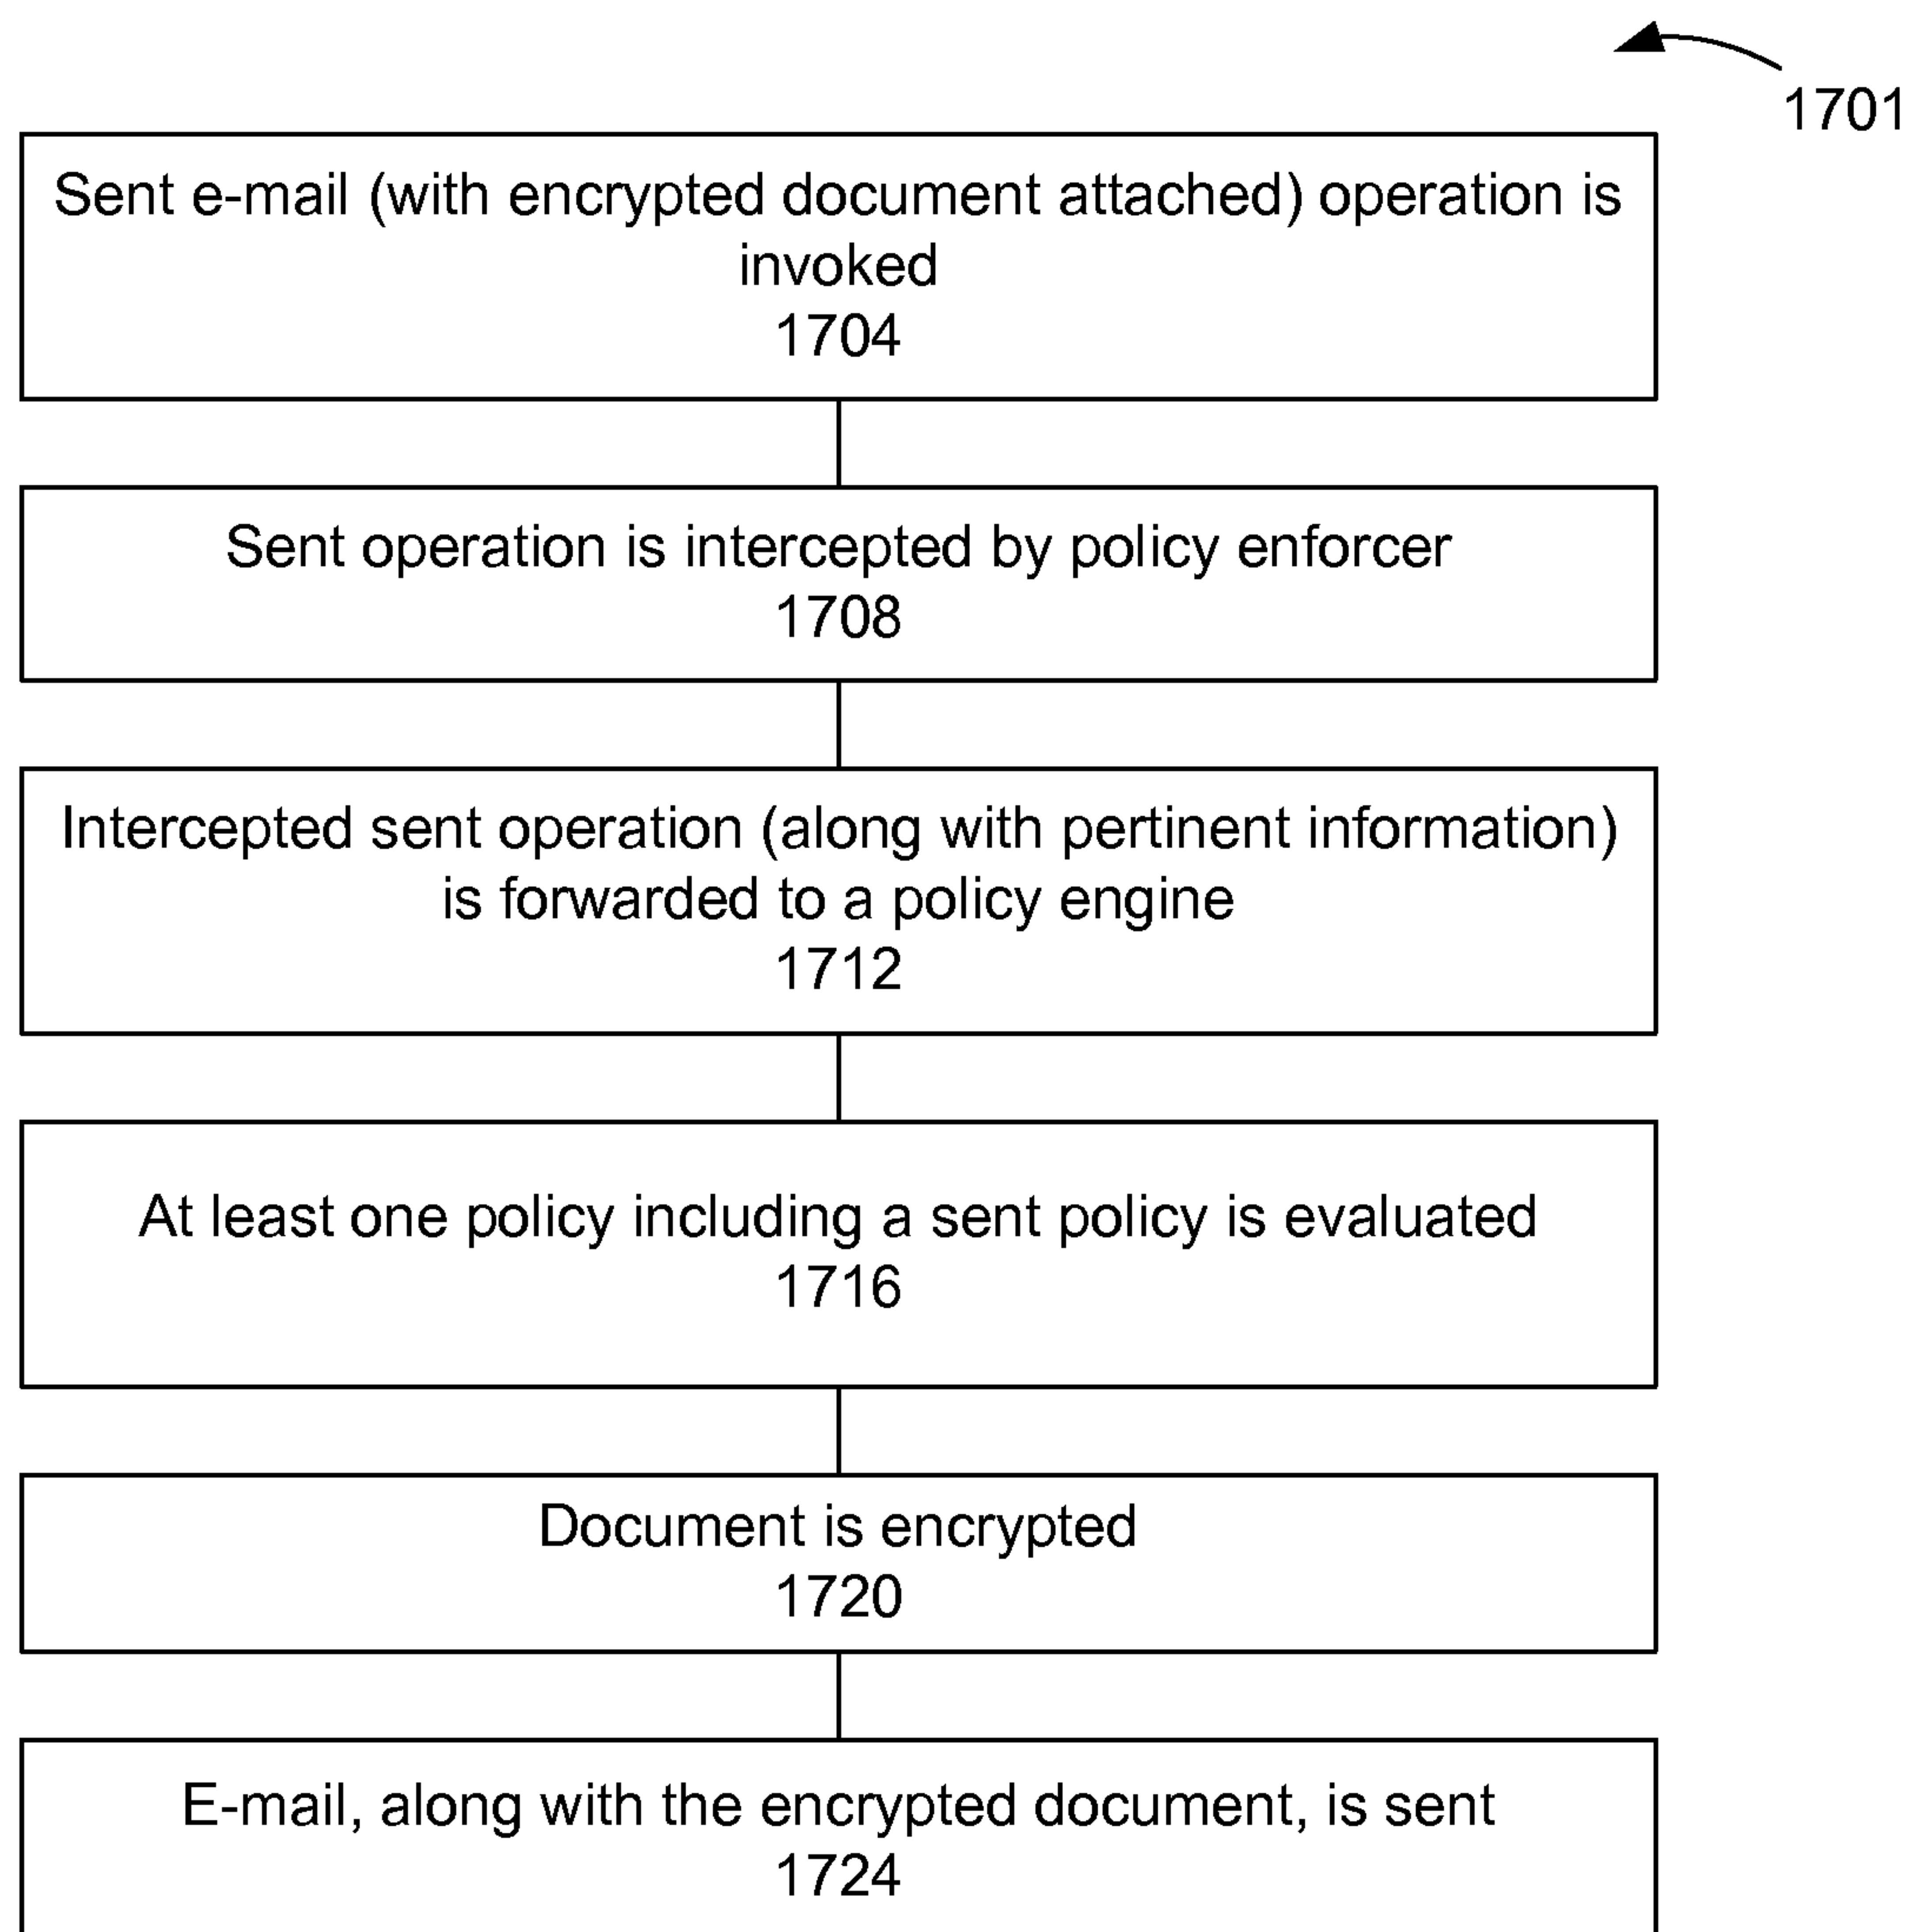 1701
Sent e-mail (with encrypted document attached) operation is
invoked
1704
Sent operation is intercepted by policy enforcer
1708
Intercepted sent operation (along with pertinent information)
is forwarded to a policy engine
1712
At least one policy including a sent policy is evaluated
1716
Document is encrypted
1720
E-mail, along with the encrypted document, is sent
1724